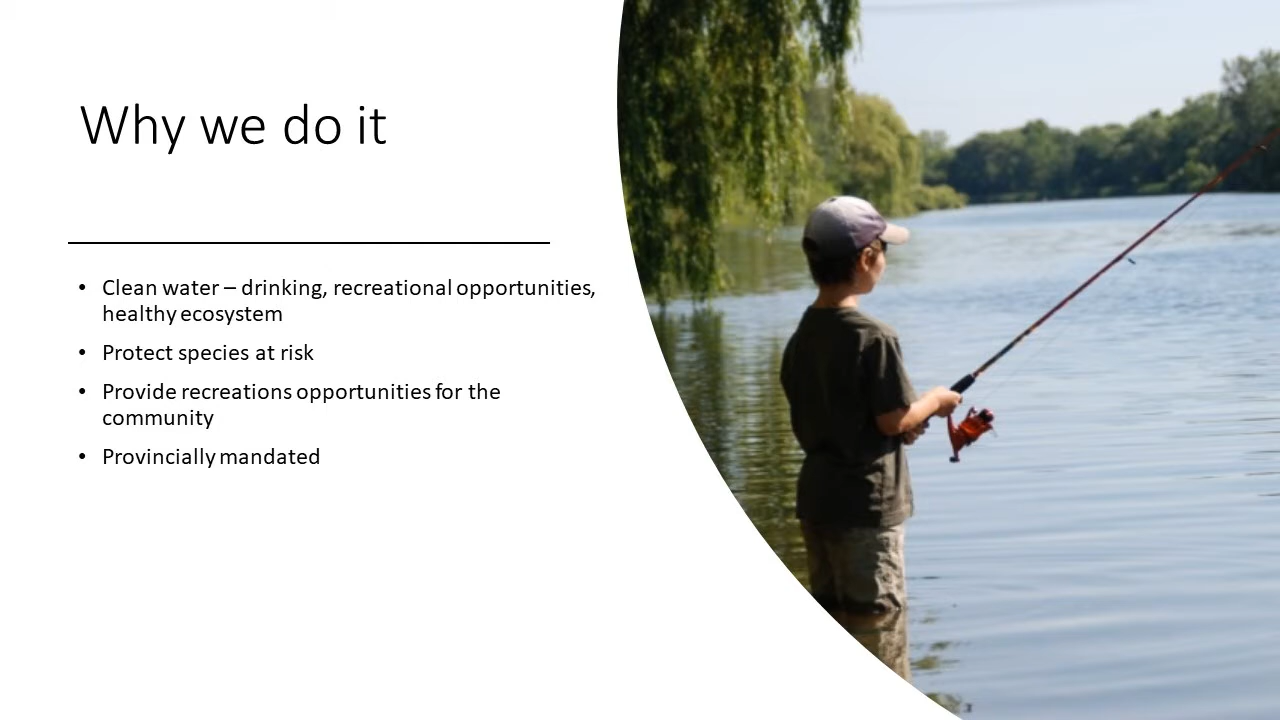 Why we do it
• Clean water – drinking, recreational opportunities,
healthy ecosystem
• Protect species at risk
• Provide recreations opportunities for the
community
• Provincially mandated